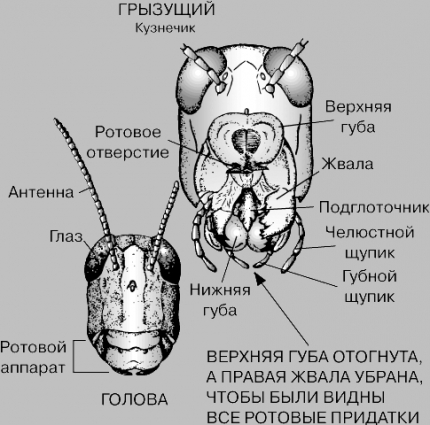 ГРЫЗУЩИЙ
Кузнечик
Верхняя
губа
Ротовое
отверстие
Жвала
Антенна
Подглоточник
Глаз
Челюстной
щупик
Губной
щупик
Нижняя
губа
Ротовой
аппарат
ГОЛОВА
ВЕРХНЯЯ ГУБА ОТОГНУТА,
А ПРАВАЯ ЖВАЛА УБРАНА,
ЧТОБЫ БЫЛИ ВИДНЫ
ВСЕ РОТОВЫЕ ПРИДАТКИ